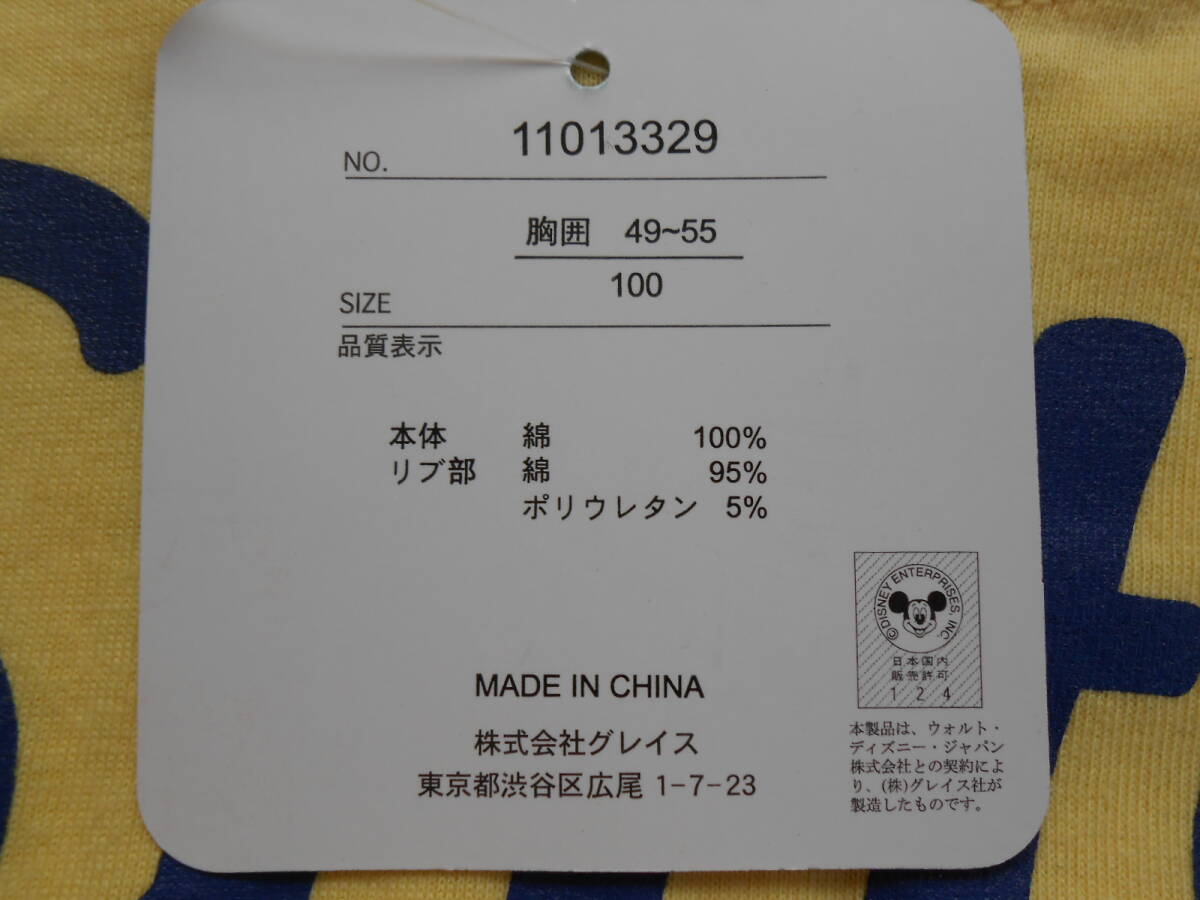 11013329
NO.
胸囲 49~55
100
SIZE
品質表示
本体 綿 100%
リブ部 綿 95%
ポリウレタン 5%
©DISNEY ENTERPRISES, INC.
日本国内
販売許可
1 2 4
MADE IN CHINA
株式会社グレイス
東京都渋谷区広尾 1-7-23
本製品は、ウォルト・
ディズニー・ジャパン
株式会社との契約によ
り、(株)グレイス社が
製造したものです。